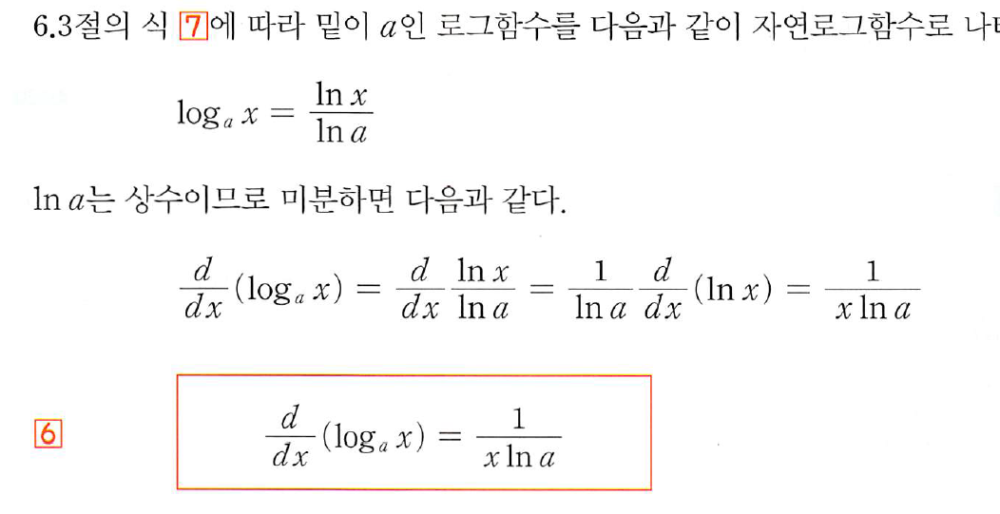 6.3절의 식 7에 따라 밑이 a인 로그함수를 다음과 같이 자연로그함수로
log_a x = \frac{\ln x}{\ln a}
ln a는 상수이므로 미분하면 다음과 같다.
\frac{d}{dx}(\log_a x) = \frac{d}{dx} \frac{\ln x}{\ln a} = \frac{1}{\ln a} \frac{d}{dx}(\ln x) = \frac{1}{x \ln a}
6 \frac{d}{dx}(\log_a x) = \frac{1}{x \ln a}